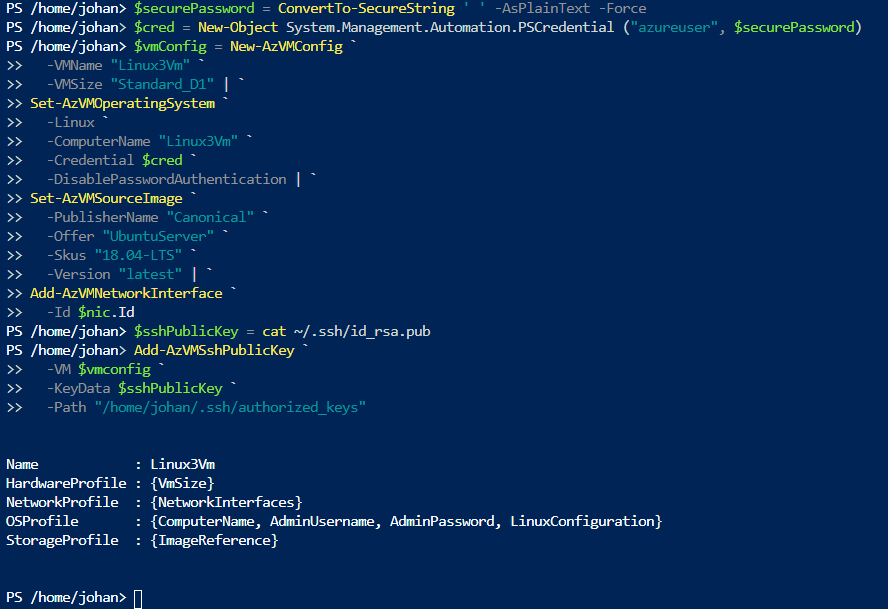 PS /home/johan> $securePassword = ConvertTo-SecureString ' ' -AsPlainText -Force
PS /home/johan> $cred = New-Object System.Management.Automation.PSCredential ("azureuser", $securePassword)
PS /home/johan> $vmConfig = New-AzVMConfig `
>>   -VMName "Linux3Vm" `
>>   -VMSize "Standard_D1" | `
>> Set-AzVMOperatingSystem `
>>   -Linux `
>>   -ComputerName "Linux3Vm" `
>>   -Credential $cred `
>>   -DisablePasswordAuthentication | `
>> Set-AzVMSourceImage `
>>   -PublisherName "Canonical" `
>>   -Offer "UbuntuServer" `
>>   -Skus "18.04-LTS" `
>>   -Version "latest" | `
>> Add-AzVMNetworkInterface `
>>   -Id $nic.Id
PS /home/johan> $sshPublicKey = cat ~/.ssh/id_rsa.pub
PS /home/johan> Add-AzVMSshPublicKey `
>>   -VM $vmconfig `
>>   -KeyData $sshPublicKey `
>>   -Path "/home/johan/.ssh/authorized_keys"
Name            : Linux3Vm
HardwareProfile : {VmSize}
NetworkProfile  : {NetworkInterfaces}
OSProfile       : {ComputerName, AdminUsername, AdminPassword, LinuxConfiguration}
StorageProfile  : {ImageReference}
PS /home/johan>